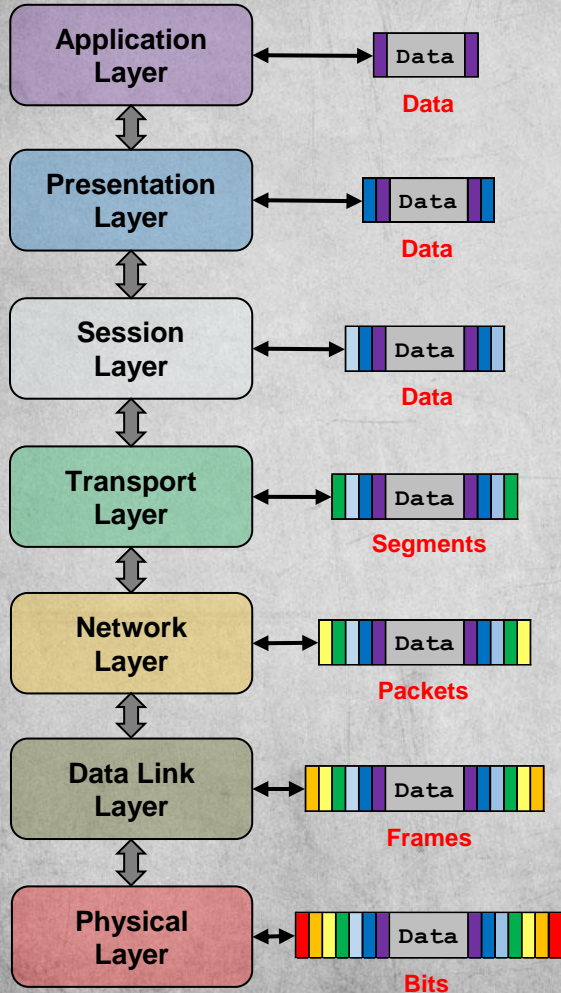 Application
Layer
Data
Data
Presentation
Layer
Data
Data
Session
Layer
Data
Data
Transport
Layer
Data
Segments
Network
Layer
Data
Packets
Data Link
Layer
Data
Frames
Physical
Layer
Data
Bits